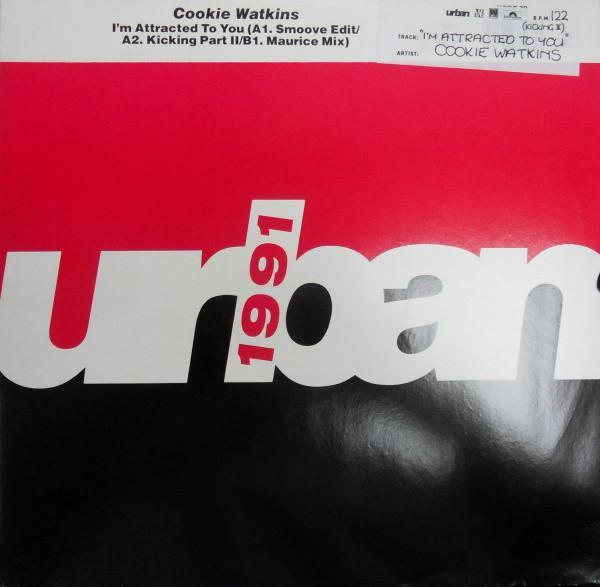 Cookie Watkins
I'm Attracted To You (A1. Smoove Edit/
A2. Kicking Part II/B1. Maurice Mix)
urban
B.P.M 122
(KICKING II)
TRACK: "I'M ATTRACTED TO YOU"
ARTIST: COOKIE WATKINS
urban
1991